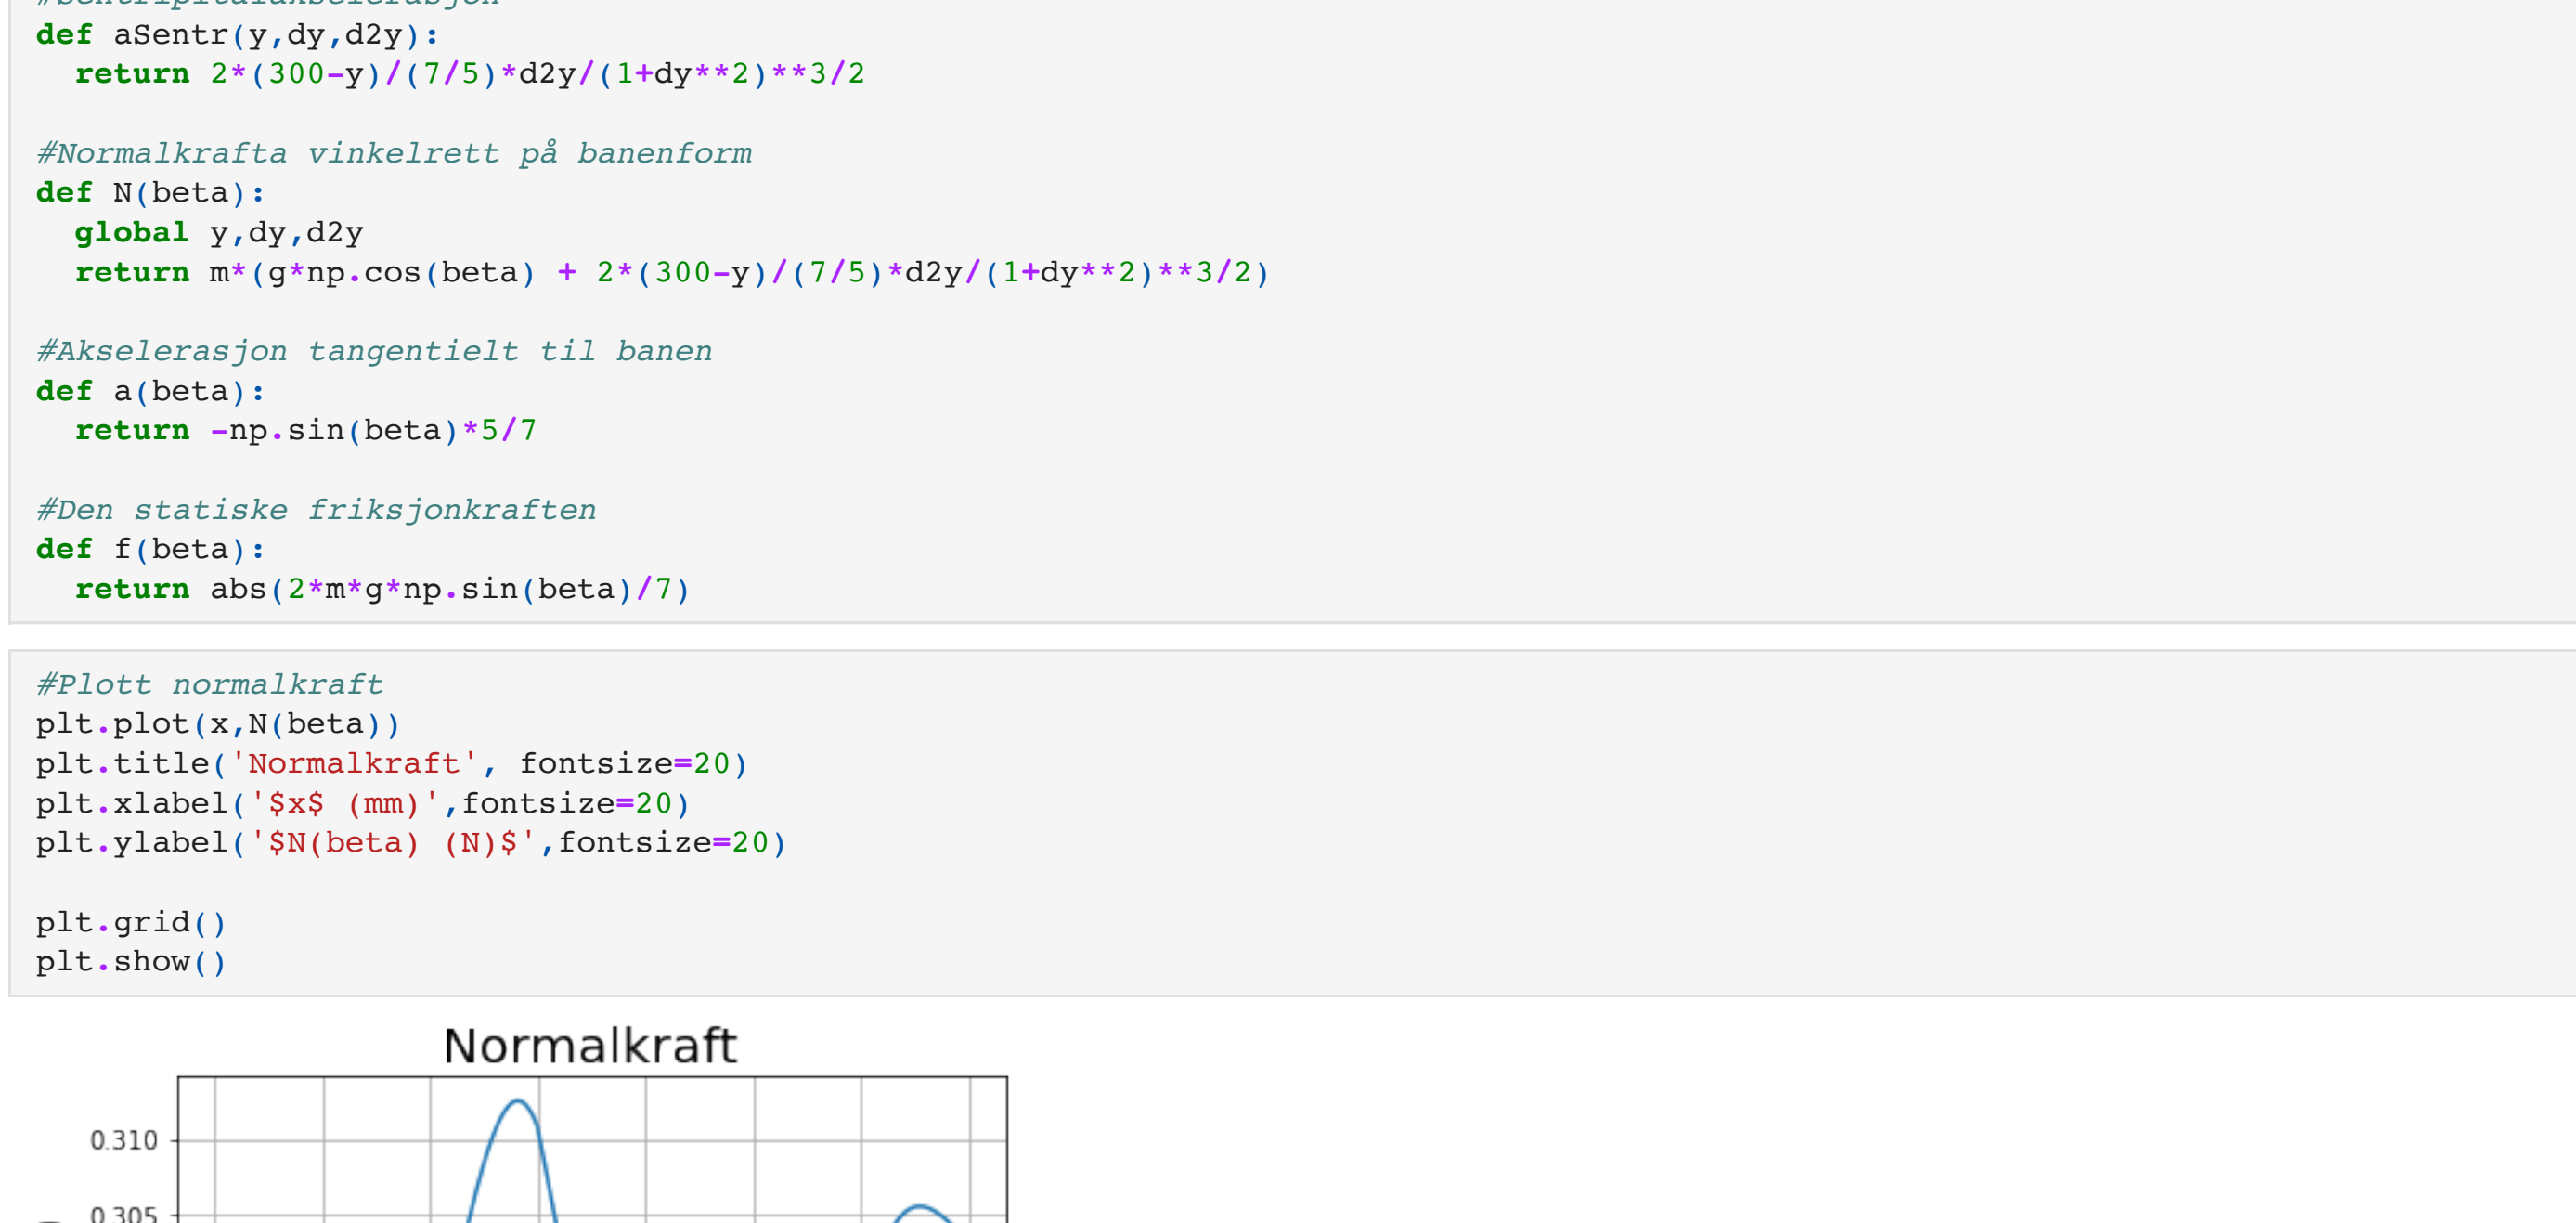 #Sentripitalakselerasjon
def aSentr(y,dy,d2y):
  return 2*(300-y)/(7/5)*d2y/(1+dy**2)**3/2
#Normalkrafta vinkelrett på banenform
def N(beta):
  global y,dy,d2y
  return m*(g*np.cos(beta) + 2*(300-y)/(7/5)*d2y/(1+dy**2)**3/2)
#Akselerasjon tangentielt til banen
def a(beta):
  return -np.sin(beta)*5/7
#Den statiske friksjonkraften
def f(beta):
  return abs(2*m*g*np.sin(beta)/7)
#Plott normalkraft
plt.plot(x,N(beta))
plt.title('Normalkraft', fontsize=20)
plt.xlabel('$x$ (mm)',fontsize=20)
plt.ylabel('$N(beta) (N)$',fontsize=20)
plt.grid()
plt.show()
Normalkraft
0.310
0.305